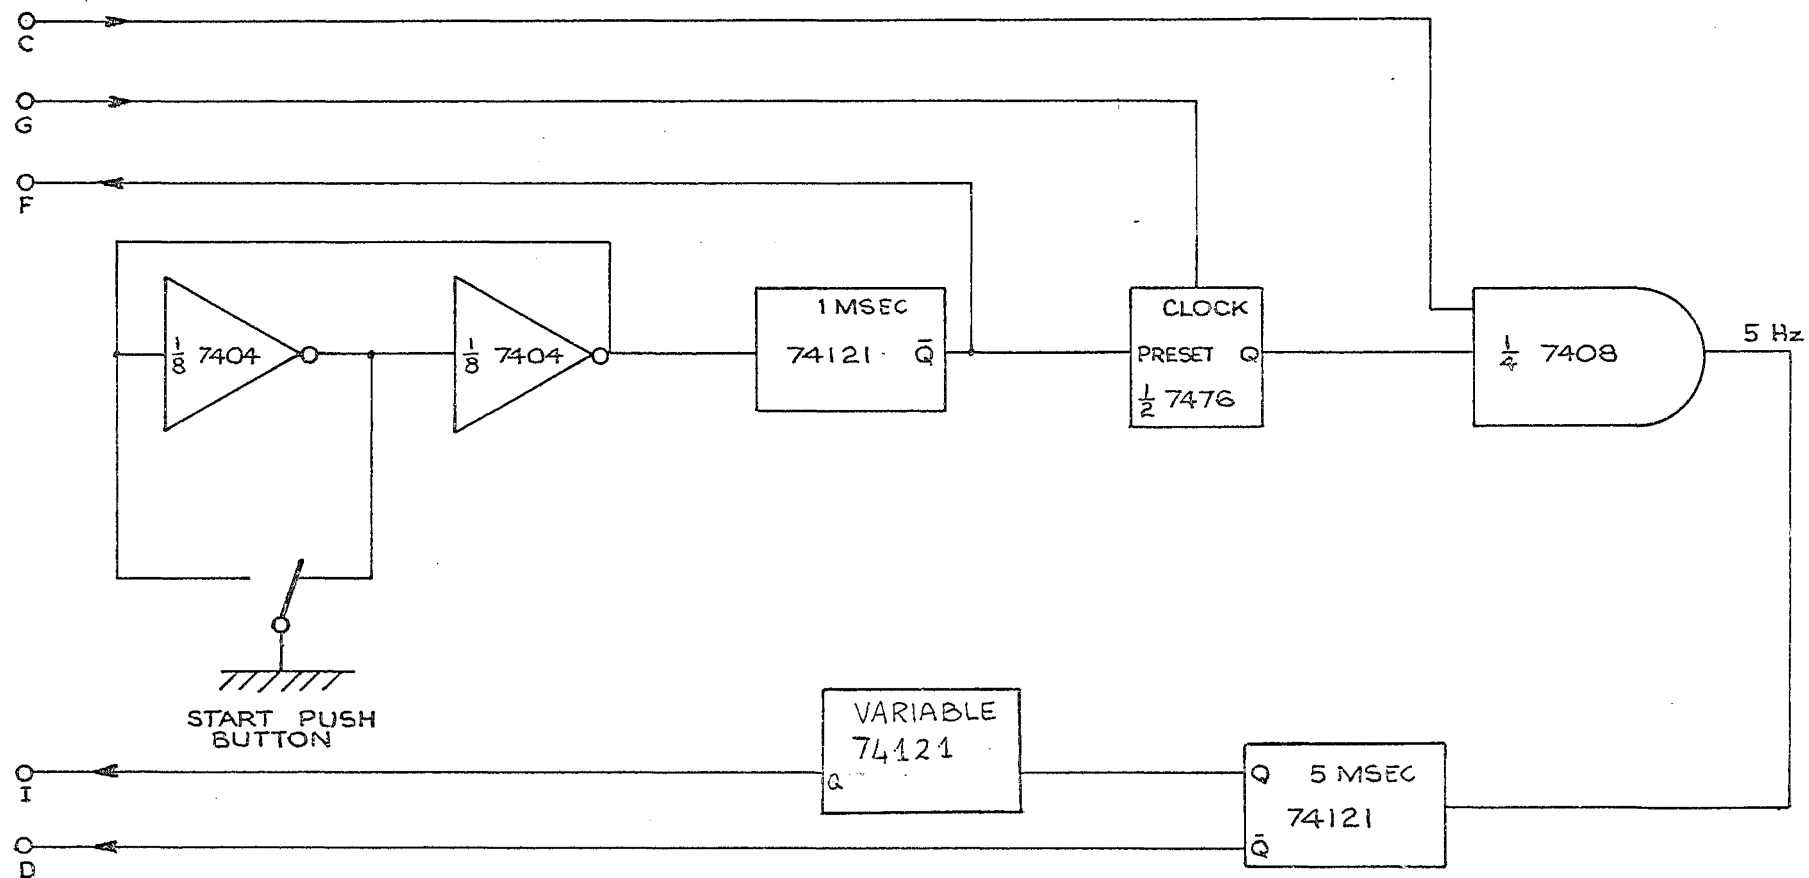 C
G
F
1/8 7404
1/8 7404
1 MSEC
74121 Q̄
CLOCK
PRESET Q
1/2 7476
1/4 7408
5 Hz
START PUSH
BUTTON
VARIABLE
74121
Q
Q 5 MSEC
74121
Q̄
I
D